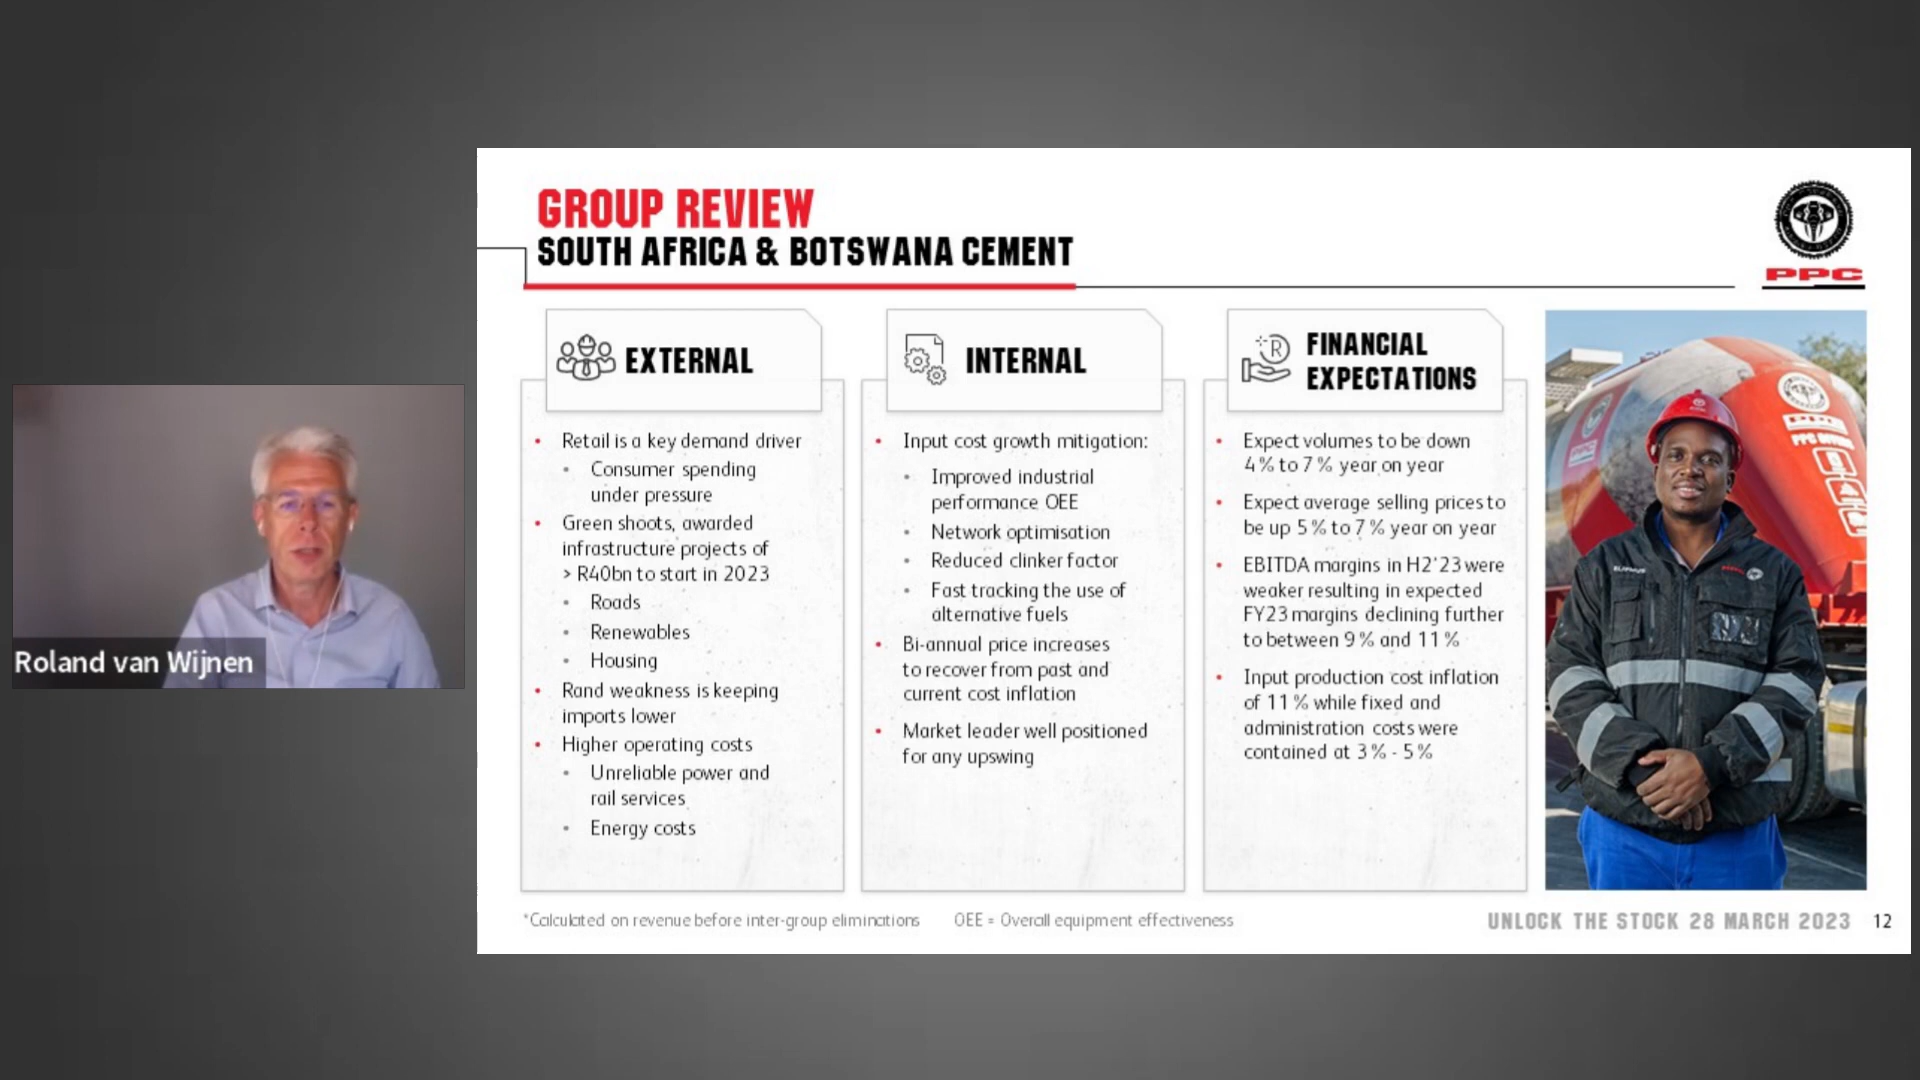 GROUP REVIEW
SOUTH AFRICA & BOTSWANA CEMENT
PPC
EXTERNAL
• Retail is a key demand driver
• Consumer spending
under pressure
• Green shoots, awarded
infrastructure projects of
> R40bn to start in 2023
• Roads
• Renewables
• Housing
• Rand weakness is keeping
imports lower
• Higher operating costs
• Unreliable power and
rail services
• Energy costs
INTERNAL
• Input cost growth mitigation:
• Improved industrial
performance OEE
• Network optimisation
• Reduced clinker factor
• Fast tracking the use of
alternative fuels
• Bi-annual price increases
to recover from past and
current cost inflation
• Market leader well positioned
for any upswing
R
FINANCIAL
EXPECTATIONS
• Expect volumes to be down
4% to 7% year on year
• Expect average selling prices to
be up 5% to 7% year on year
• EBITDA margins in H2'23 were
weaker resulting in expected
FY23 margins declining further
to between 9% and 11%
• Input production cost inflation
of 11% while fixed and
administration costs were
contained at 3% - 5%
PPC
Roland van Wijnen
*Calculated on revenue before inter-group eliminations
OEE = Overall equipment effectiveness
UNLOCK THE STOCK 28 MARCH 2023
12